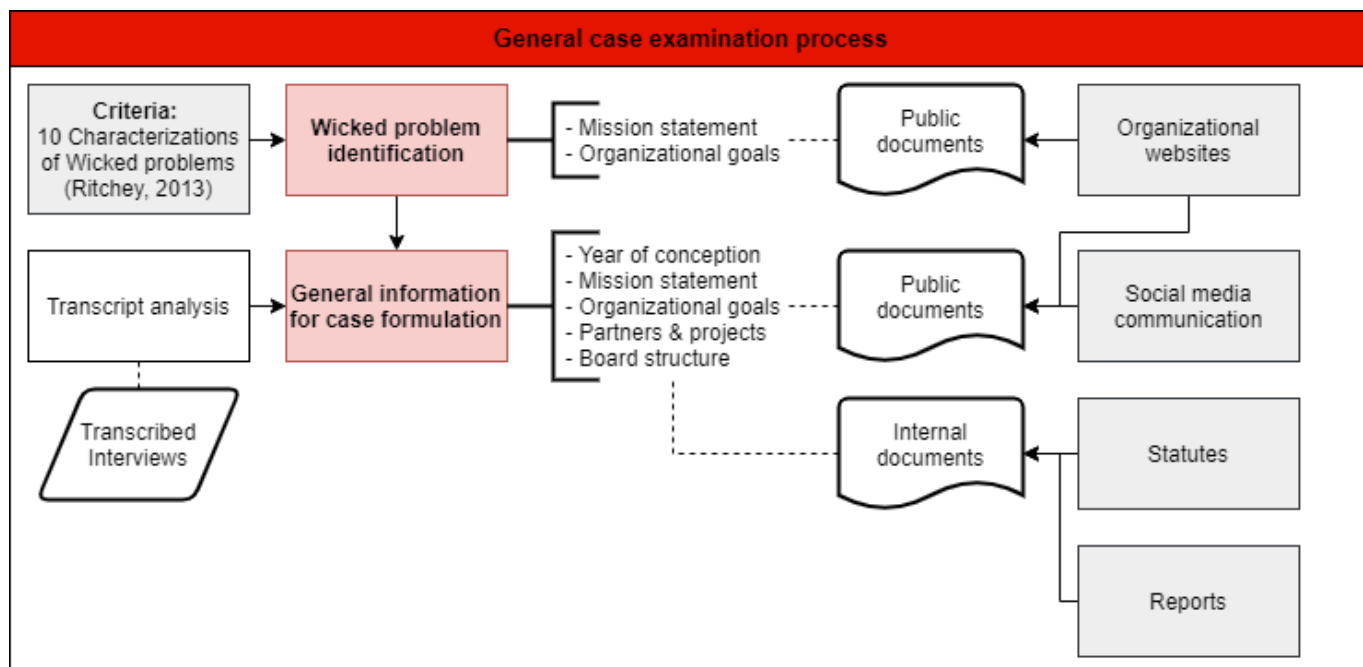 General case examination process
Criteria:
10 Characterizations
of Wicked problems
(Ritchey, 2013)
Wicked problem
identification
- Mission statement
- Organizational goals
Public
documents
Organizational
websites
Transcript analysis
General information
for case formulation
- Year of conception
- Mission statement
- Organizational goals
- Partners & projects
- Board structure
Public
documents
Social media
communication
Transcribed
Interviews
Internal
documents
Statutes
Reports